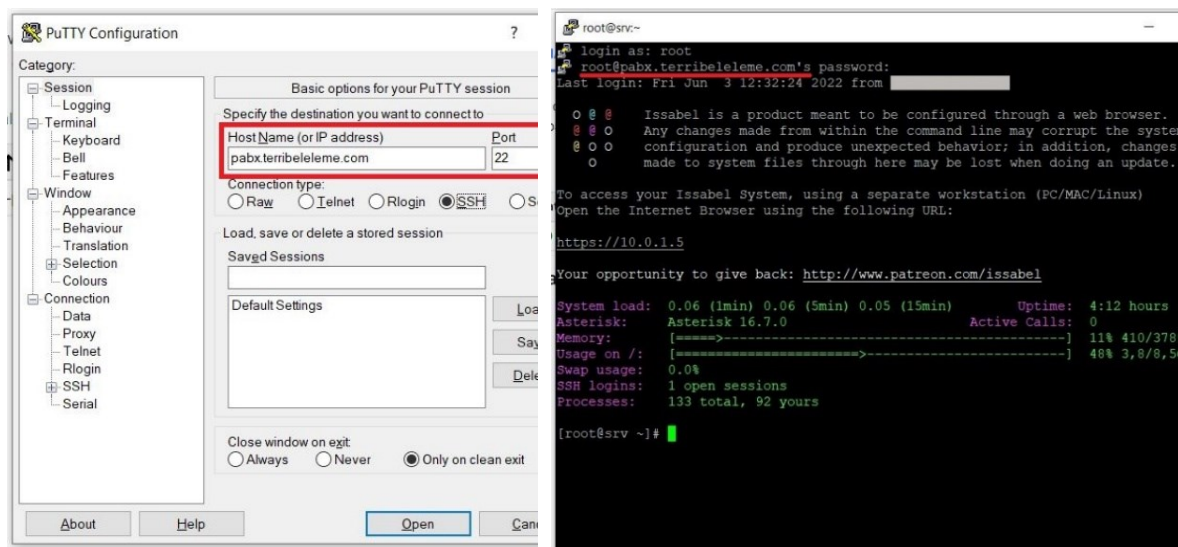 PuTTY Configuration
?
Category:
Session
Logging
Terminal
Keyboard
Bell
Features
Window
Appearance
Behaviour
Translation
Selection
Colours
Connection
Data
Proxy
Telnet
Rlogin
SSH
Serial
Basic options for your PuTTY session
Specify the destination you want to connect to
Host Name (or IP address) Port
pabx.terribeleleme.com 22
Connection type:
Raw Telnet Rlogin SSH
Load, save or delete a stored session
Saved Sessions
Default Settings
Close window on exit
Always Never Only on clean exit
About Help Open
root@srv:~
login as: root
root@pabx.terribeleleme.com's password:
Last login: Fri Jun 3 12:32:24 2022 from
Issabel is a product meant to be configured through a web browser.
Any changes made from within the command line may corrupt the system
configuration and produce unexpected behavior; in addition, changes
made to system files through here may be lost when doing an update.
To access your Issabel System, using a separate workstation (PC/MAC/Linux)
Open the Internet Browser using the following URL:
https://10.0.1.5
Your opportunity to give back: http://www.patreon.com/issabel
System load: 0.06 (1min) 0.06 (5min) 0.05 (15min) Uptime: 4:12 hours
Asterisk: Asterisk 16.7.0 Active Calls: 0
Memory: [=====>---------------------------------------------] 11% 410/378
Usage on /: [========================>--------------------------] 48% 3,8/8,5
Swap usage: 0.0%
SSH logins: 1 open sessions
Processes: 133 total, 92 yours
[root@srv ~]#